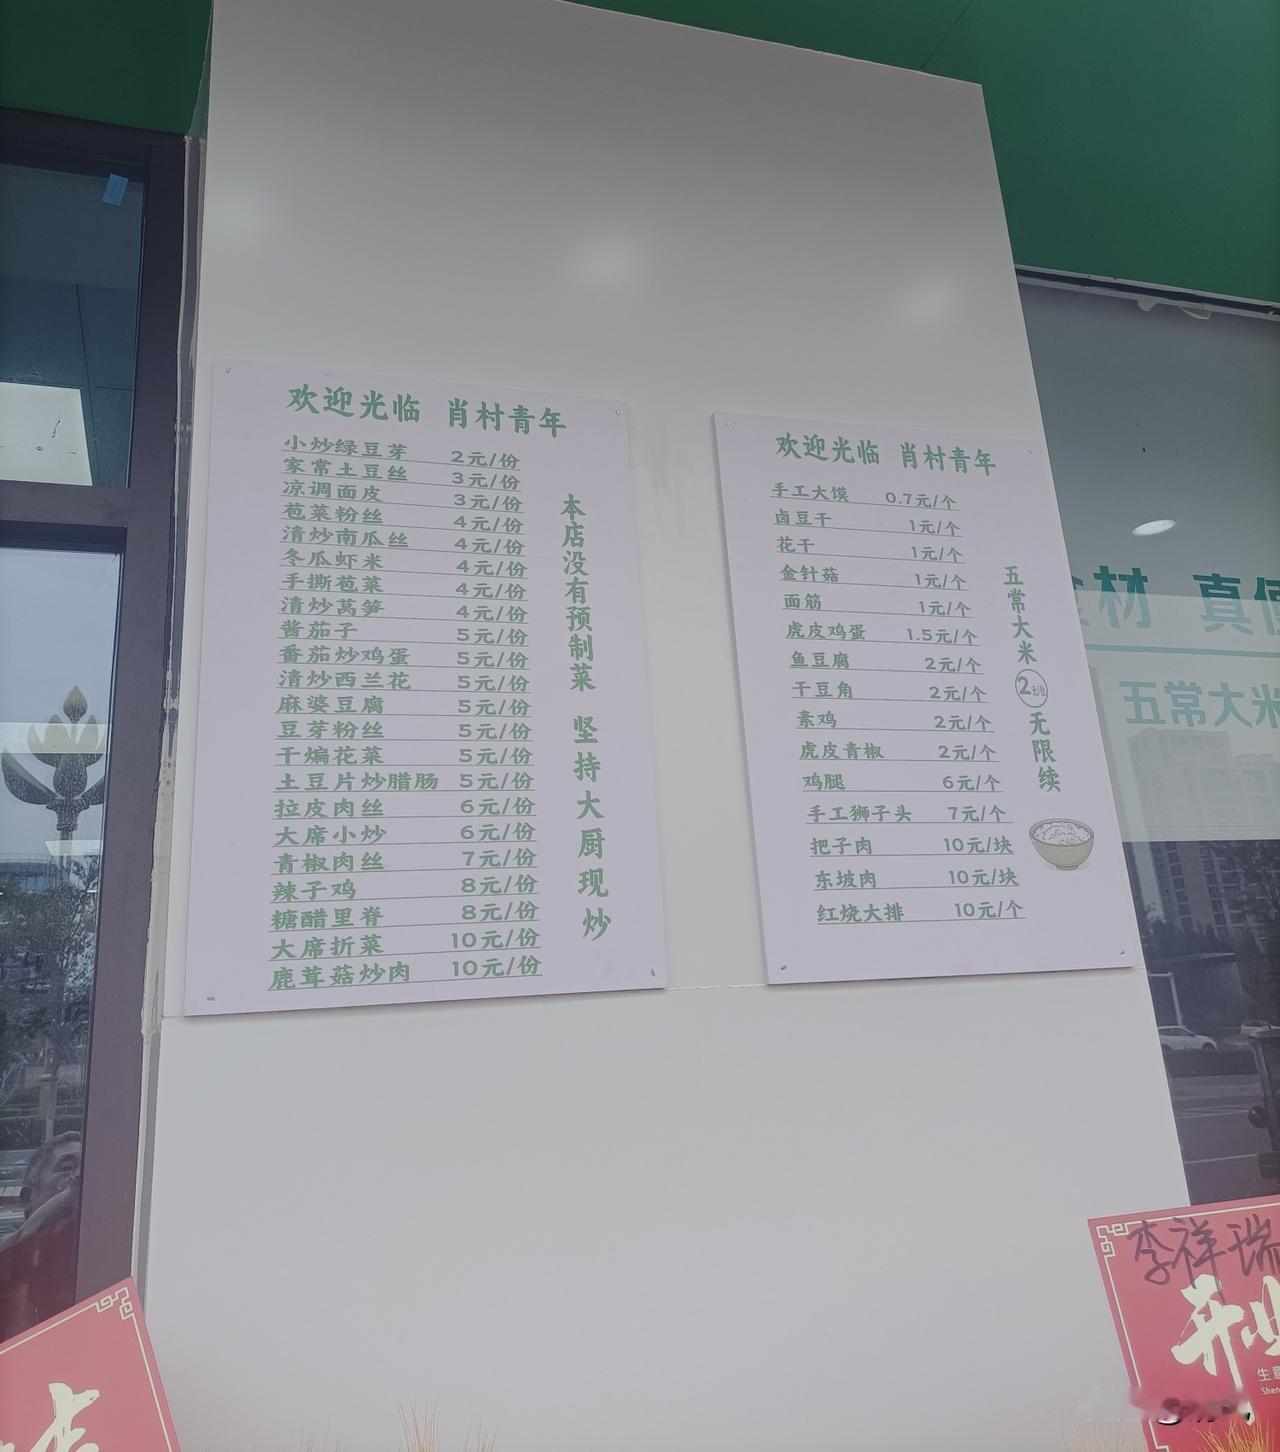 欢迎光临 肖村青年
小炒绿豆芽 2元/份
家常土豆丝 3元/份
凉调面皮 3元/份
苞菜粉丝 4元/份
清炒南瓜丝 4元/份
冬瓜虾米 4元/份
手撕苞菜 4元/份
清炒莴笋 4元/份
酱茄子 5元/份
番茄炒鸡蛋 5元/份
清炒西兰花 5元/份
麻婆豆腐 5元/份
豆芽粉丝 5元/份
干煸花菜 5元/份
土豆片炒腊肠 5元/份
拉皮肉丝 6元/份
大席小炒 6元/份
青椒肉丝 7元/份
辣子鸡 8元/份
糖醋里脊 8元/份
大席折菜 10元/份
鹿茸菇炒肉 10元/份
本店没有预制菜 坚持大厨现炒
欢迎光临 肖村青年
手工大馍 0.7元/个
卤豆干 1元/个
花干 1元/个
金针菇 1元/个
面筋 1元/个
虎皮鸡蛋 1.5元/个
鱼豆腐 2元/个
干豆角 2元/个
素鸡 2元/个
虎皮青椒 2元/个
鸡腿 6元/个
手工狮子头 7元/个
把子肉 10元/块
东坡肉 10元/块
红烧大排 10元/个
五常大米 2元/位 无限续
材 真
五常大米
李祥瑞
开业
生意